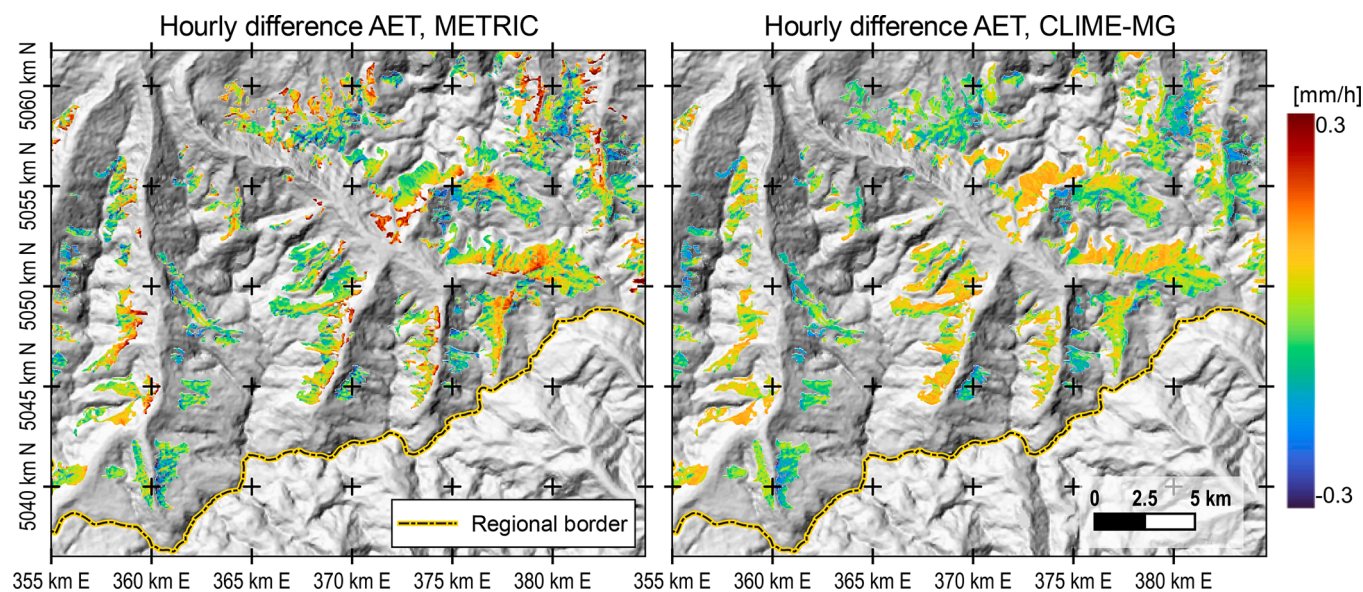 Hourly difference AET, METRIC
Hourly difference AET, CLIME-MG
5060 km N
5055 km N
5050 km N
5045 km N
5040 km N
[mm/h]
0.3
-0.3
Regional border
0 2.5 5 km
355 km E 360 km E 365 km E 370 km E 375 km E 380 km E
355 km E 360 km E 365 km E 370 km E 375 km E 380 km E